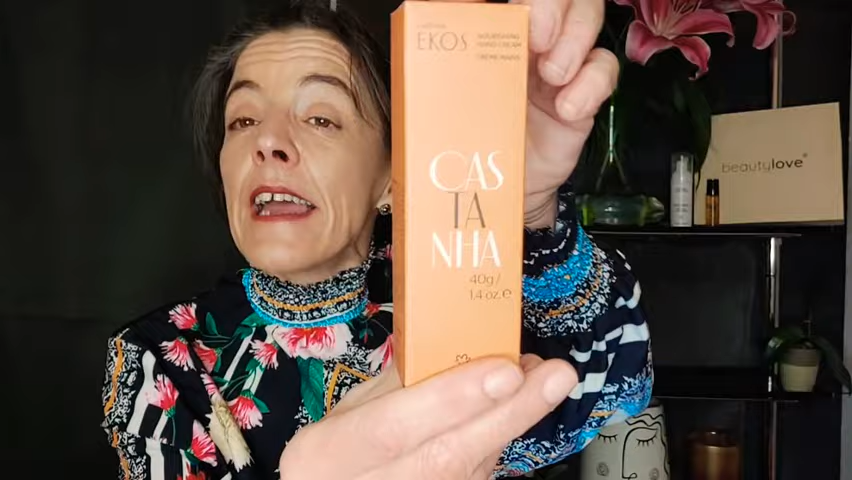 EKOS
NOURISHING
HAND CREAM
CAS
TA
NHA
40g /
1.4 oz.e
beautylove